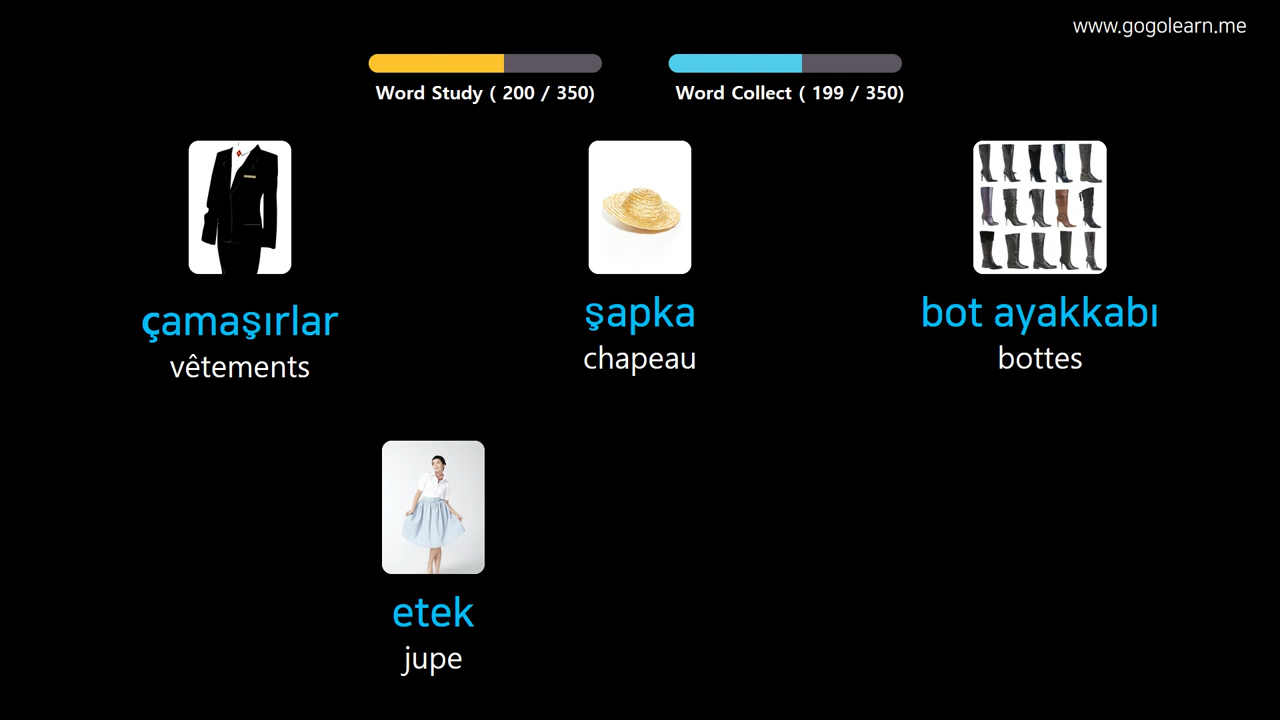 www.gogolearn.me
Word Study ( 200 / 350)
Word Collect ( 199 / 350)
çamaşırlar
vêtements
şapka
chapeau
bot ayakkabı
bottes
etek
jupe